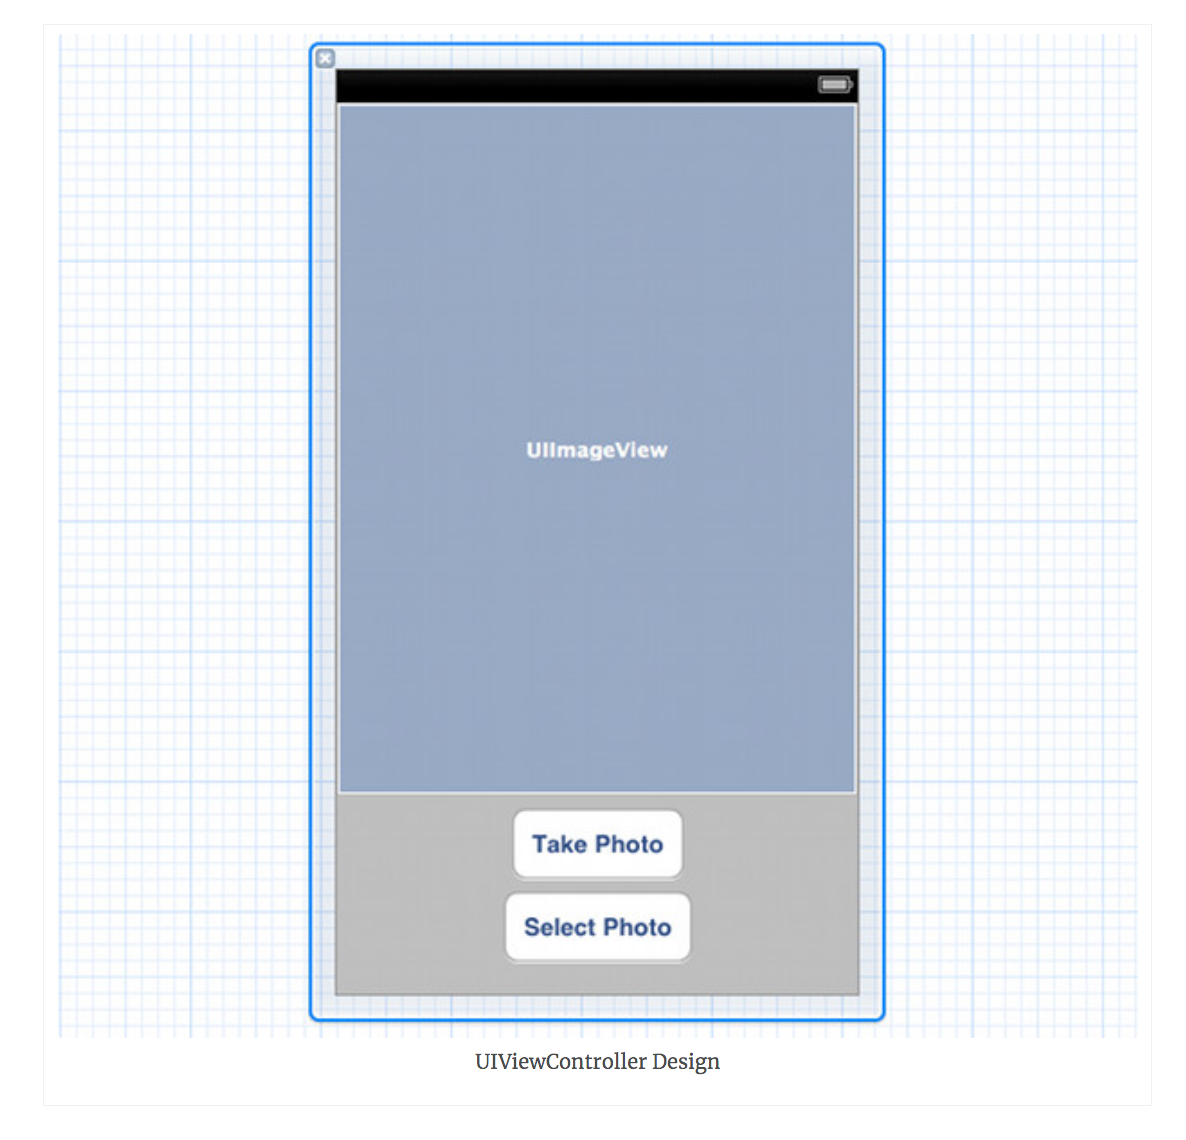 UIImageView
Take Photo
Select Photo
UIViewController Design